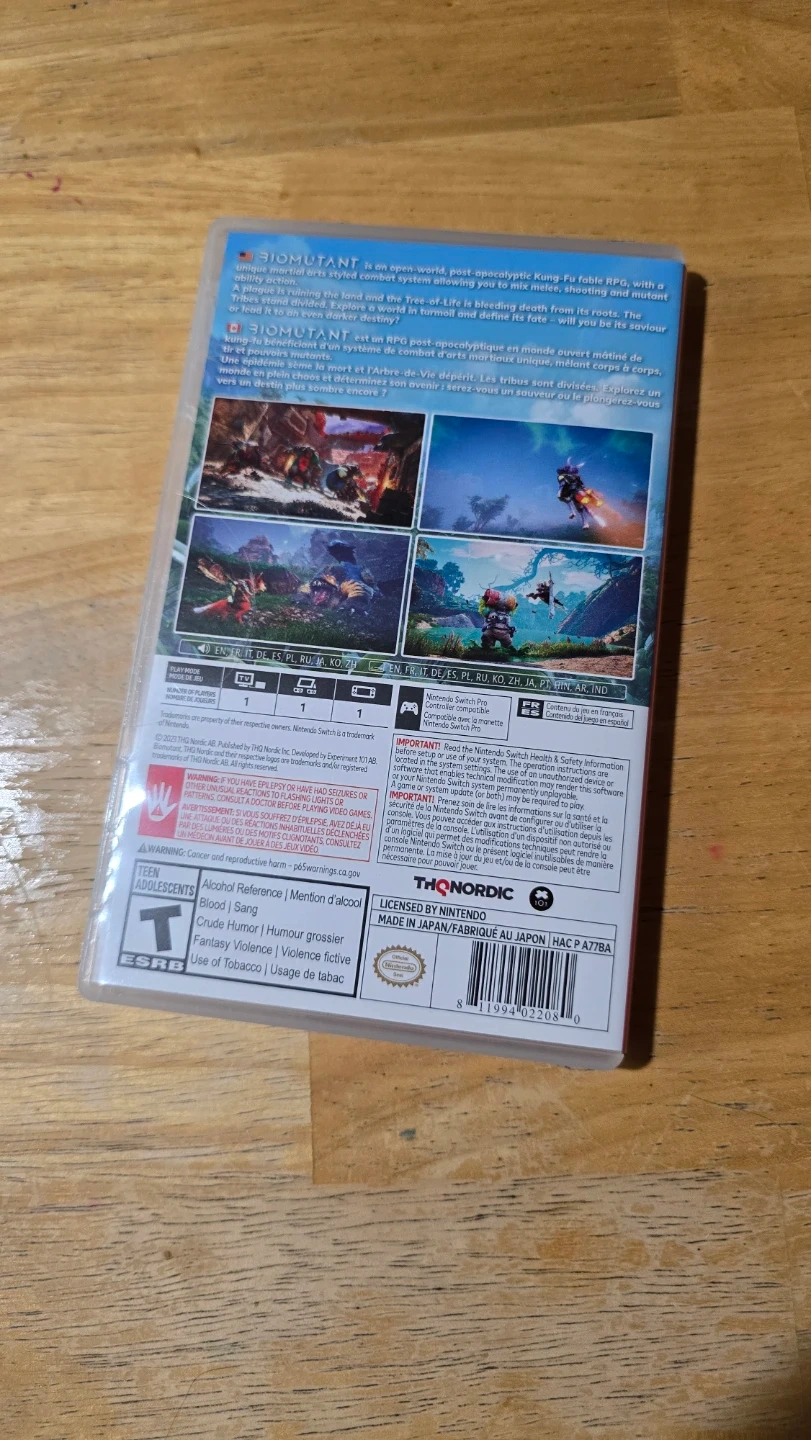 BIOMUTANT is an open-world, post-apocalyptic Kung-Fu fable RPG, with a
unique martial arts styled combat system allowing you to mix melee, shooting and mutant
ability action.
A plague is ruining the land and the Tree-of-Life is bleeding death from its roots. The
Tribes stand divided. Explore a world in turmoil and define its fate – will you be its saviour
or lead it to an even darker destiny?
BIOMUTANT est un RPG post-apocalyptique en monde ouvert mâtiné de
kung-fu bénéficiant d'un système de combat d'arts martiaux unique, mêlant corps à corps,
tir et pouvoirs mutants.
Une épidémie sème la mort et l'Arbre-de-Vie dépérit. Les tribus sont divisées. Explorez un
monde en plein chaos et déterminez son avenir : serez-vous un sauveur ou le plongerez-vous
vers un destin plus sombre encore ?
EN, FR, IT, DE, ES, PL, RU, JA, KO, ZH
EN, FR, IT, DE, ES, PL, RU, KO, ZH, JA, PT, HIN, AR, IND
PLAY MODE
MODE DE JEU
TV
NUMBER OF PLAYERS
NOMBRE DE JOUEURS
1
1
1
Nintendo Switch Pro
Controller compatible
Compatible avec la manette
Nintendo Switch Pro
FR
ES
Contenu du jeu en français
Contenido del juego en español
Trademarks are property of their respective owners. Nintendo Switch is a trademark
of Nintendo.
Published by THQ Nordic Inc. Developed by Experiment 101 AB.
Biomutant, THQ Nordic and their respective logos are trademarks and/or registered
trademarks of THQ Nordic AB. All rights reserved.
WARNING: IF YOU HAVE EPILEPSY OR HAVE HAD SEIZURES OR
OTHER UNUSUAL REACTIONS TO FLASHING LIGHTS OR
PATTERNS, CONSULT A DOCTOR BEFORE PLAYING VIDEO GAMES.
AVERTISSEMENT: SI VOUS SOUFFREZ D'ÉPILEPSIE, AVEZ DÉJÀ EU
UNE ATTAQUE OU DES RÉACTIONS INHABITUELLES DÉCLENCHÉES
PAR DES LUMIÈRES OU DES MOTIFS CLIGNOTANTS, CONSULTEZ
UN MÉDECIN AVANT DE JOUER À DES JEUX VIDÉO.
WARNING: Cancer and reproductive harm – p65warnings.ca.gov
IMPORTANT! Read the Nintendo Switch Health & Safety Information
before setup or use of your system. The operation instructions are
located in the system settings. The use of an unauthorized device or
software that enables technical modification may render this software
or your Nintendo Switch system permanently unplayable.
A game or system update (or both) may be required to play.
IMPORTANT! Prenez soin de lire les informations sur la santé et la
sécurité de la Nintendo Switch avant de configurer ou d'utiliser la
console. Vous pouvez accéder aux instructions d'utilisation depuis les
paramètres de la console. L'utilisation d'un dispositif non autorisé ou
d'un logiciel qui permet des modifications techniques peut rendre la
console Nintendo Switch ou le présent logiciel inutilisables de manière
permanente. La mise à jour du jeu et/ou de la console peut être
nécessaire pour pouvoir jouer.
TEEN
ADOLESCENTS
T
ESRB
Alcohol Reference | Mention d'alcool
Blood | Sang
Crude Humor | Humour grossier
Fantasy Violence | Violence fictive
Use of Tobacco | Usage de tabac
THQNORDIC
101
LICENSED BY NINTENDO
MADE IN JAPAN/FABRIQUÉ AU JAPON
HAC P A77BA
Official
Nintendo
Seal
8 11994 02208 0